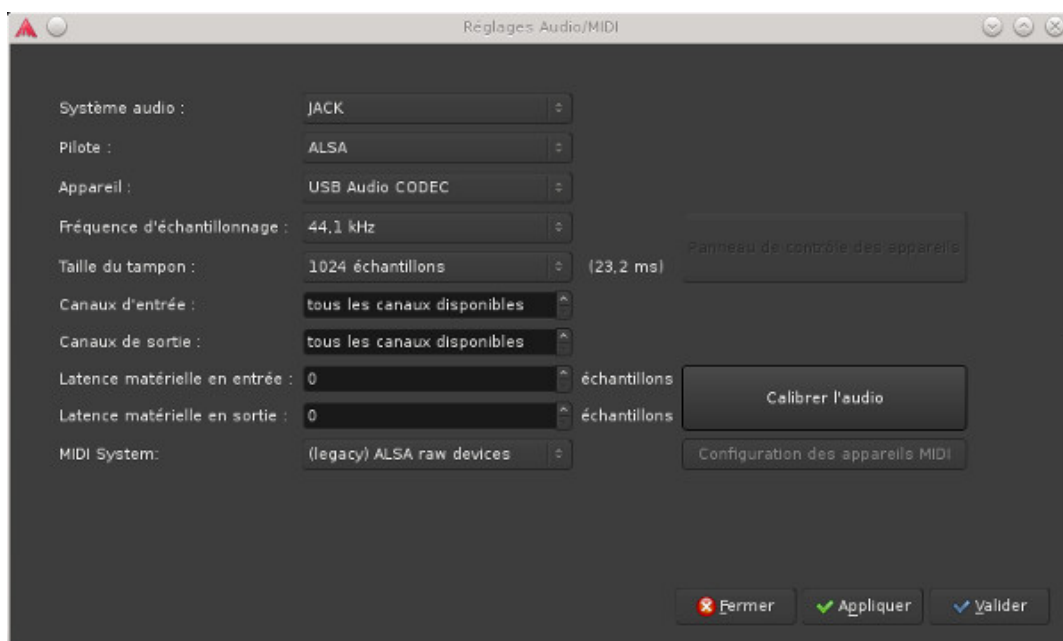 Réglages Audio/MIDI
Système audio : JACK
Pilote : ALSA
Appareil : USB Audio CODEC
Fréquence d'échantillonnage : 44,1 kHz
Panneau de contrôle des appareils
Taille du tampon : 1024 échantillons (23,2 ms)
Canaux d'entrée : tous les canaux disponibles
Canaux de sortie : tous les canaux disponibles
Latence matérielle en entrée : 0 échantillons
Calibrer l'audio
Latence matérielle en sortie : 0 échantillons
MIDI System: (legacy) ALSA raw devices Configuration des appareils MIDI
Fermer Appliquer Valider